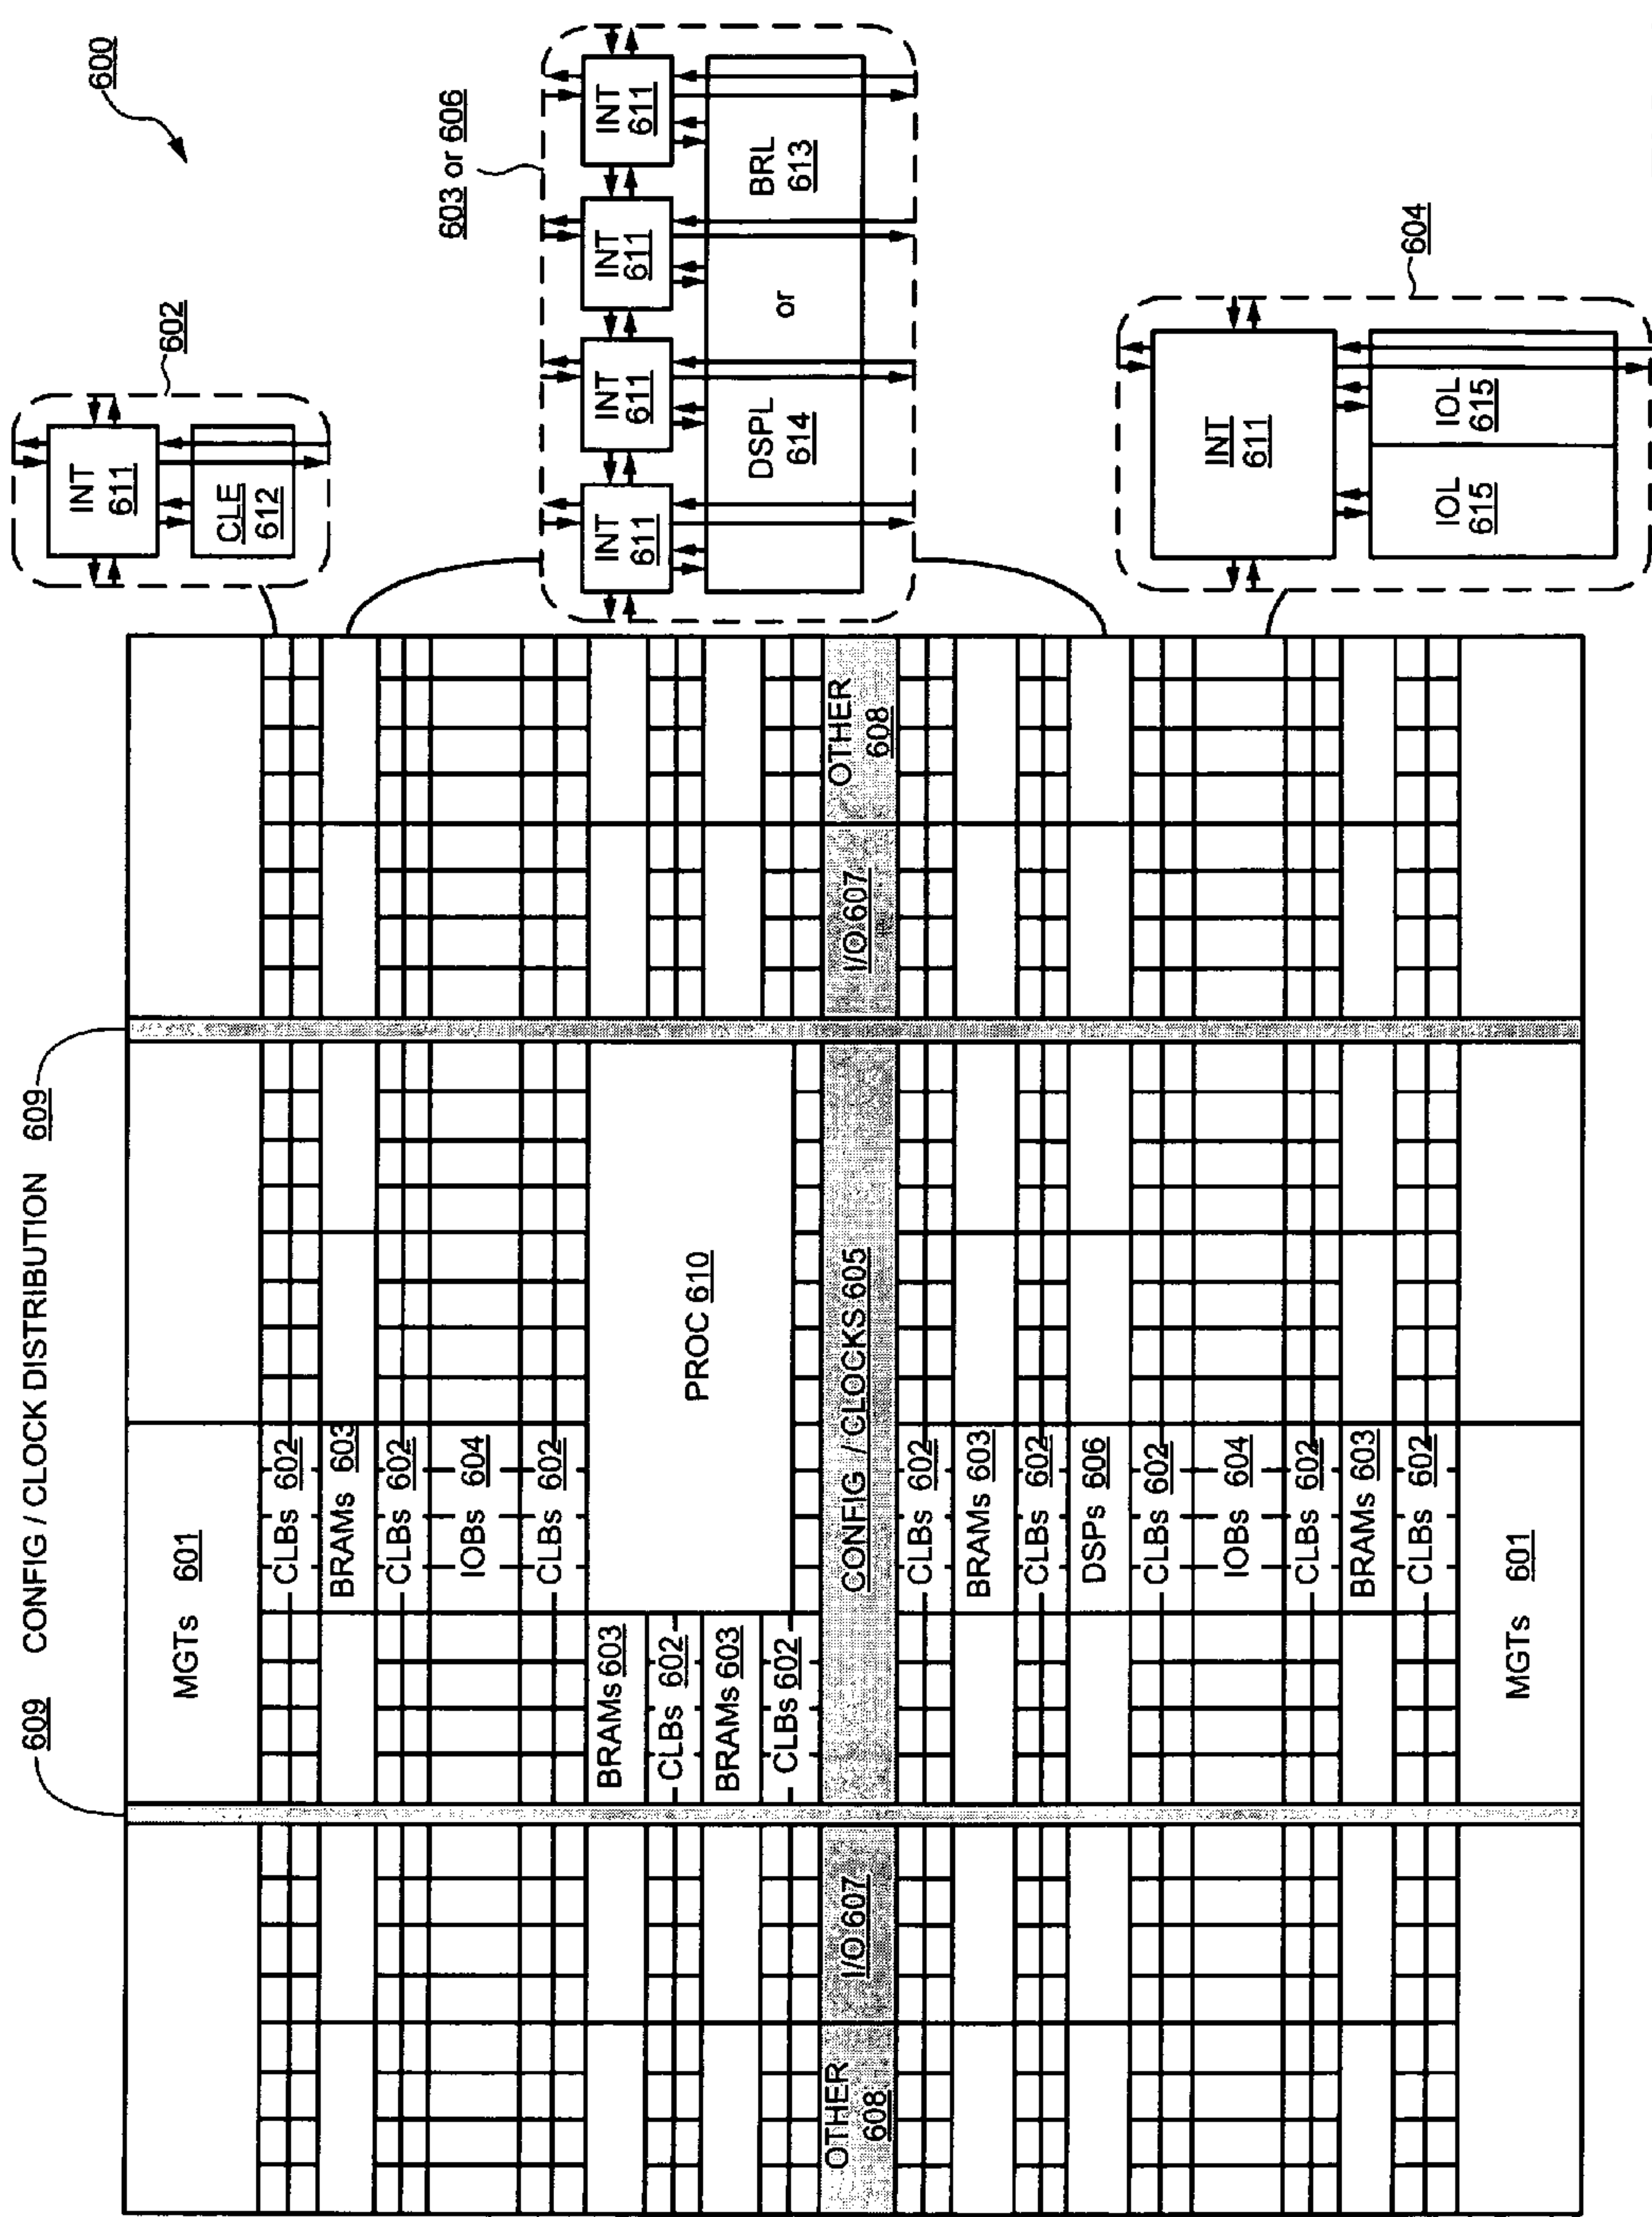 600
CONFIG / CLOCK DISTRIBUTION 609
609
MGTs 601
CLBs 602
BRAMs 603
CLBs 602
IOBs 604
CLBs 602
PROC 610
BRAMs 603
CLBs 602
BRAMs 603
CLBs 602
OTHER
608
I/O 607
CONFIG / CLOCKS 605
I/O 607
OTHER
608
CLBs 602
BRAMs 603
CLBs 602
DSPs 606
CLBs 602
IOBs 604
CLBs 602
BRAMs 603
CLBs 602
MGTs 601
602
INT
611
CLE
612
603 or 606
INT
611
INT
611
INT
611
INT
611
DSPL
614
or
BRL
613
604
INT
611
IOL
615
IOL
615